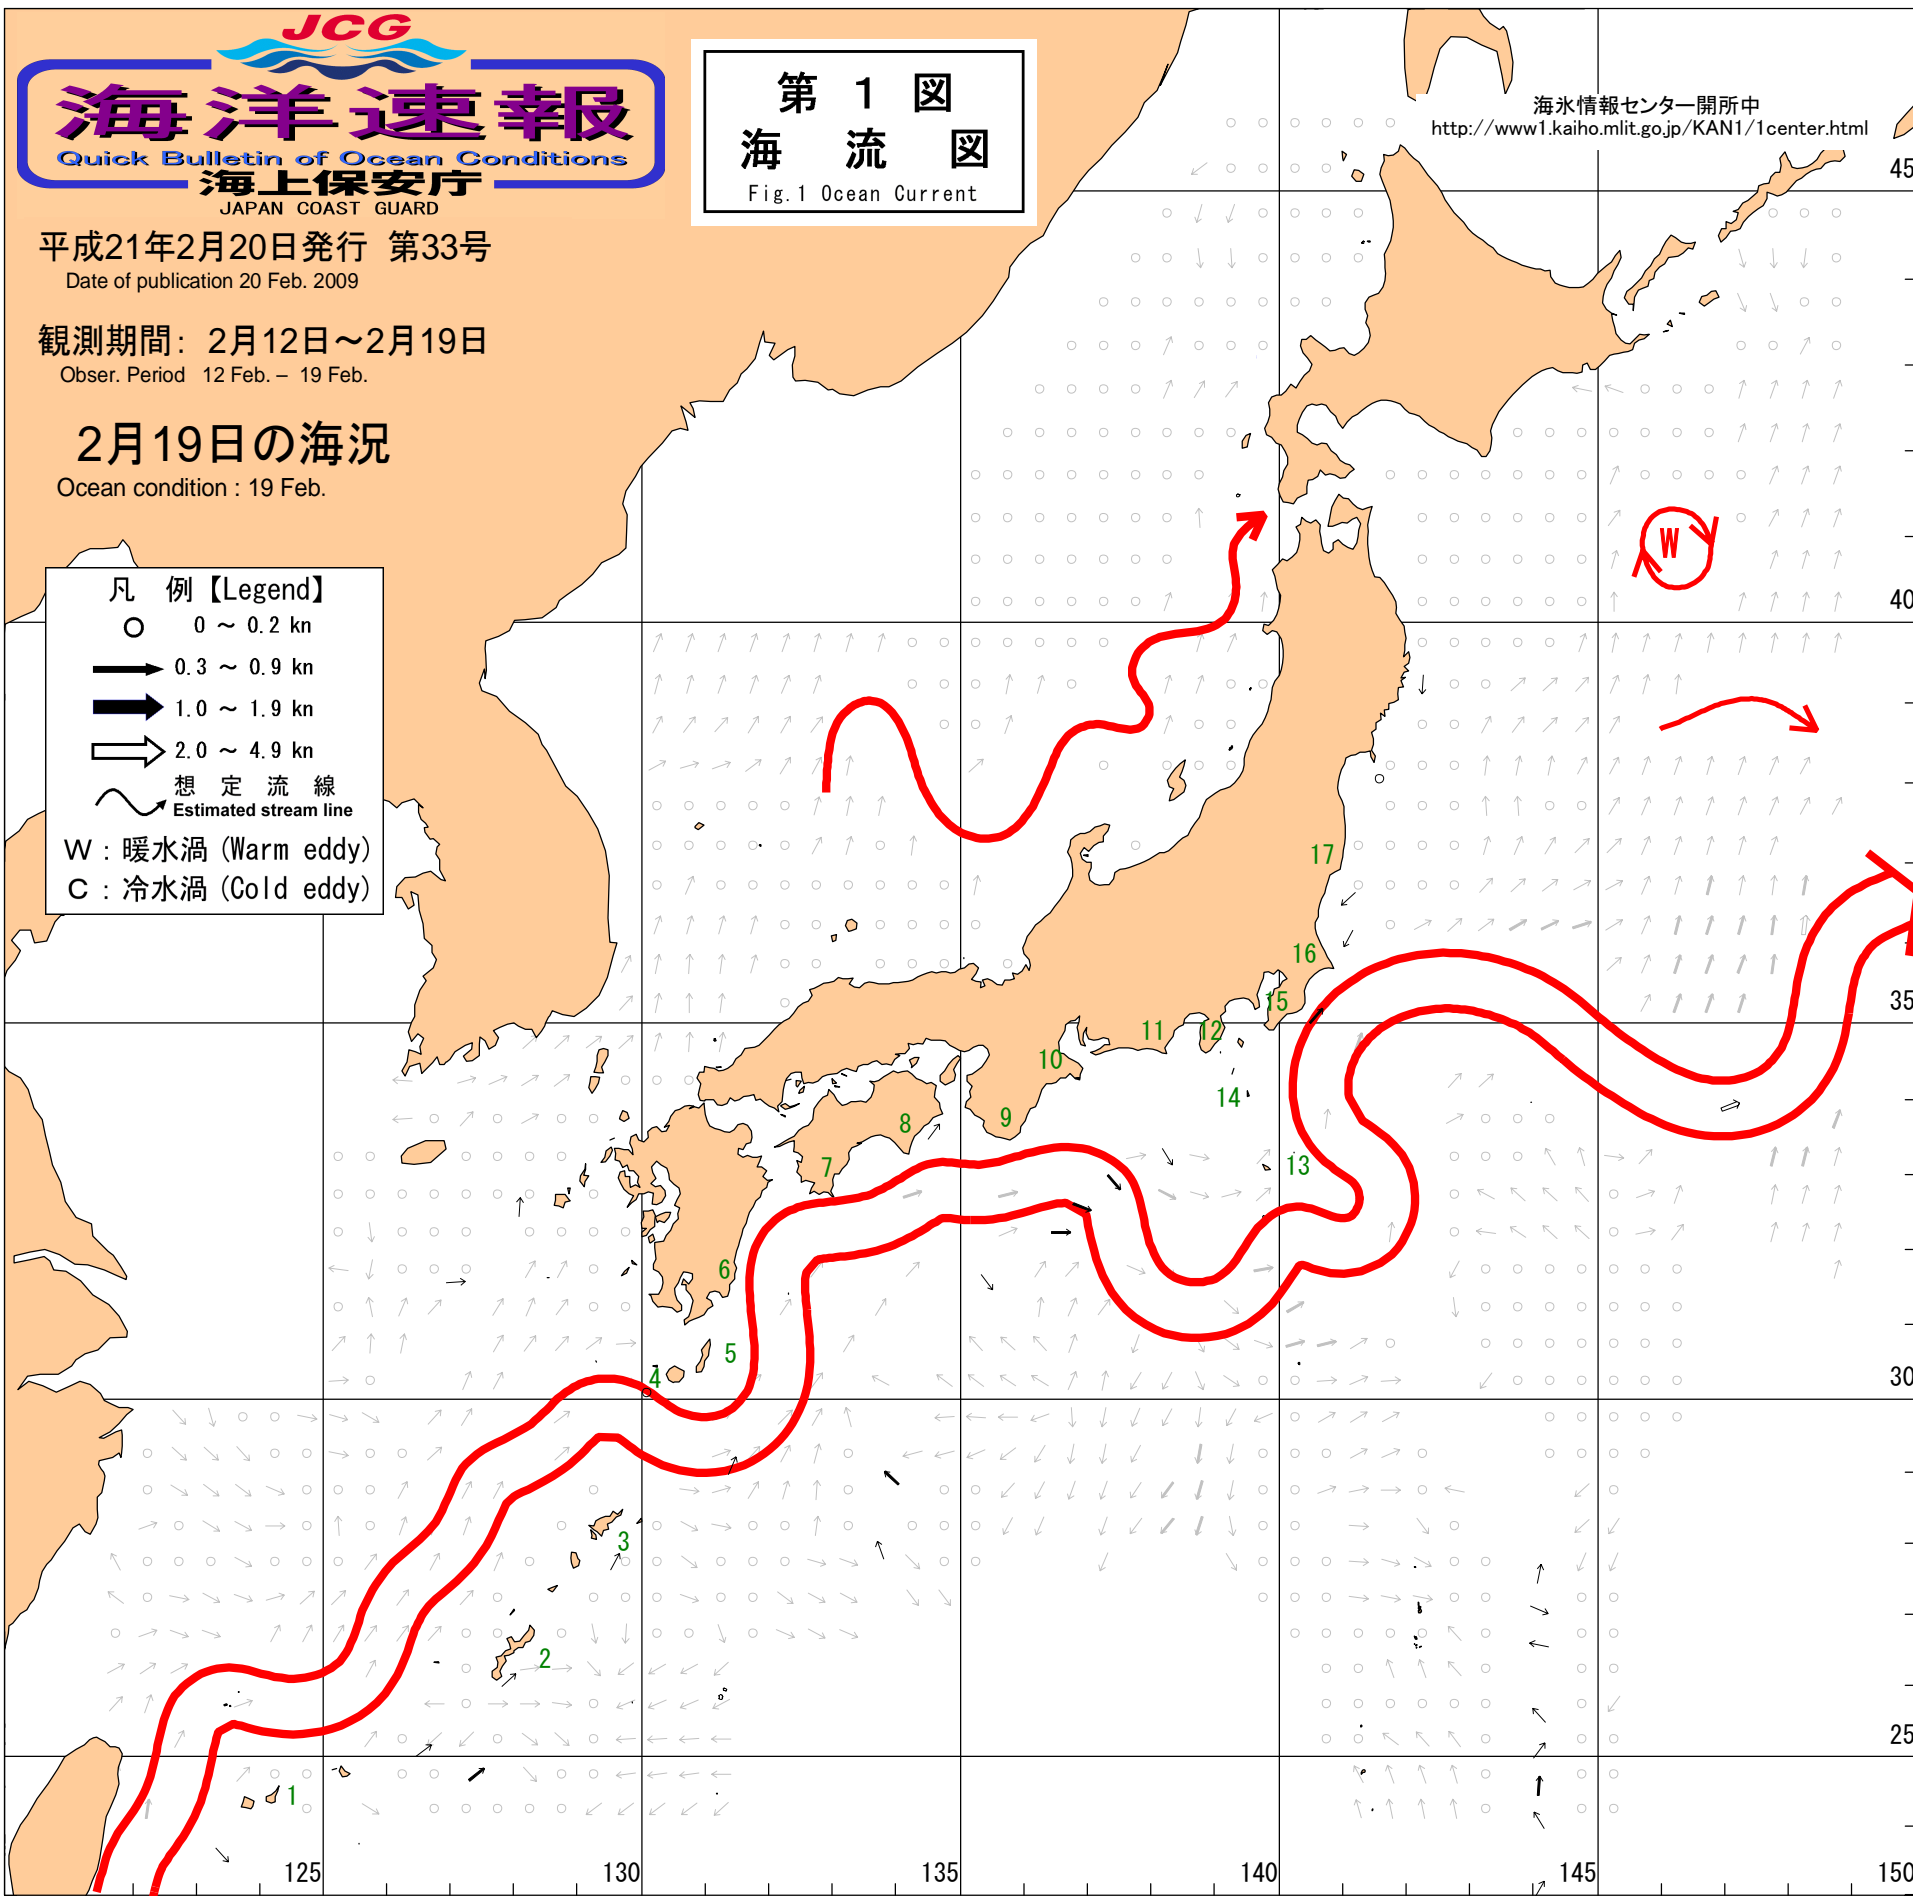 JCG
海洋速報
Quick Bulletin of Ocean Conditions
海上保安庁
JAPAN COAST GUARD
平成21年2月20日発行 第33号
Date of publication 20 Feb. 2009
観測期間: 2月12日～2月19日
Obser. Period 12 Feb. – 19 Feb.
2月19日の海況
Ocean condition : 19 Feb.
第 1 図
海 流 図
Fig.1 Ocean Current
海氷情報センター開所中
http://www1.kaiho.mlit.go.jp/KAN1/1center.html
凡 例【Legend】
0 ～ 0.2 kn
0.3 ～ 0.9 kn
1.0 ～ 1.9 kn
2.0 ～ 4.9 kn
想 定 流 線
Estimated stream line
W : 暖水渦 (Warm eddy)
C : 冷水渦 (Cold eddy)
45
W
40
17
16
15
35
11
12
10
14
9
8
13
7
6
5
4
30
3
2
25
1
125
130
135
140
145
150